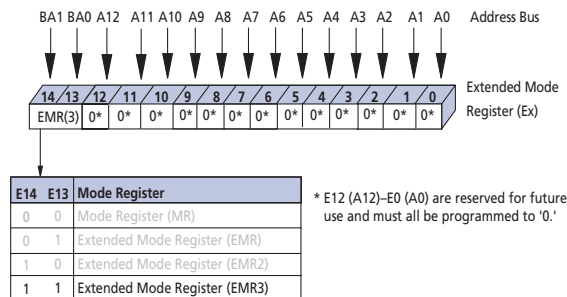 BA1 BA0 A12 A11 A10 A9 A8 A7 A6 A5 A4 A3 A2 A1 A0 Address Bus
14 13 12 11 10 9 8 7 6 5 4 3 2 1 0 Extended Mode
Register (Ex)
EMR(3) 0* 0* 0* 0* 0* 0* 0* 0* 0* 0* 0* 0* 0*
E14 E13 Mode Register
0 0 Mode Register (MR)
0 1 Extended Mode Register (EMR)
1 0 Extended Mode Register (EMR2)
1 1 Extended Mode Register (EMR3)
* E12 (A12)–E0 (A0) are reserved for future
use and must all be programmed to '0.'